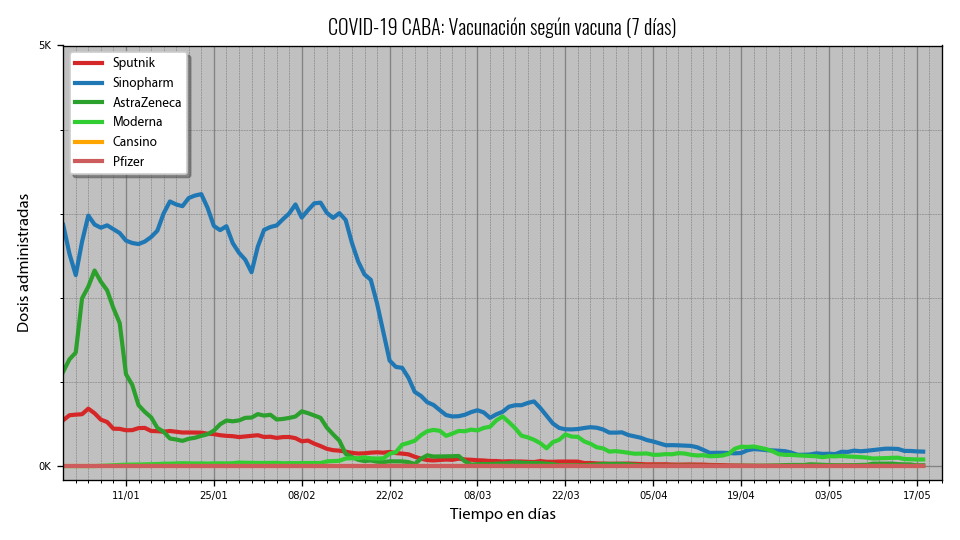 COVID-19 CABA: Vacunación según vacuna (7 días)
5K
Sputnik
Sinopharm
AstraZeneca
Moderna
Cansino
Pfizer
Dosis administradas
0K
11/01 25/01 08/02 22/02 08/03 22/03 05/04 19/04 03/05 17/05
Tiempo en días